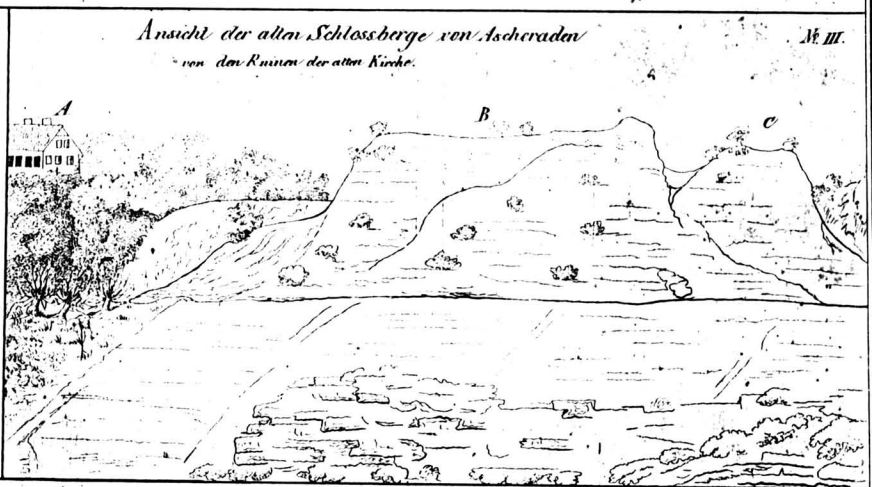 Ansicht der alten Schlossberge von Ascheraden
von den Ruinen der alten Kirche.
№ III.
A
B
C